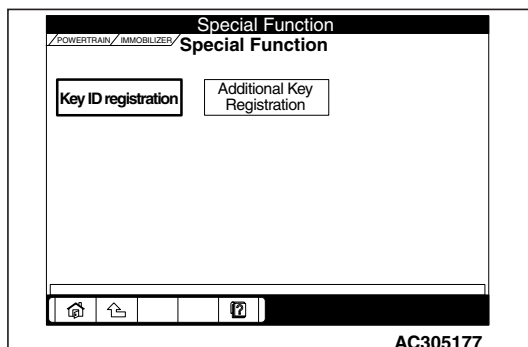 Special Function
POWERTRAIN IMMOBILIZER Special Function
Key ID registration
Additional Key
Registration
AC305177